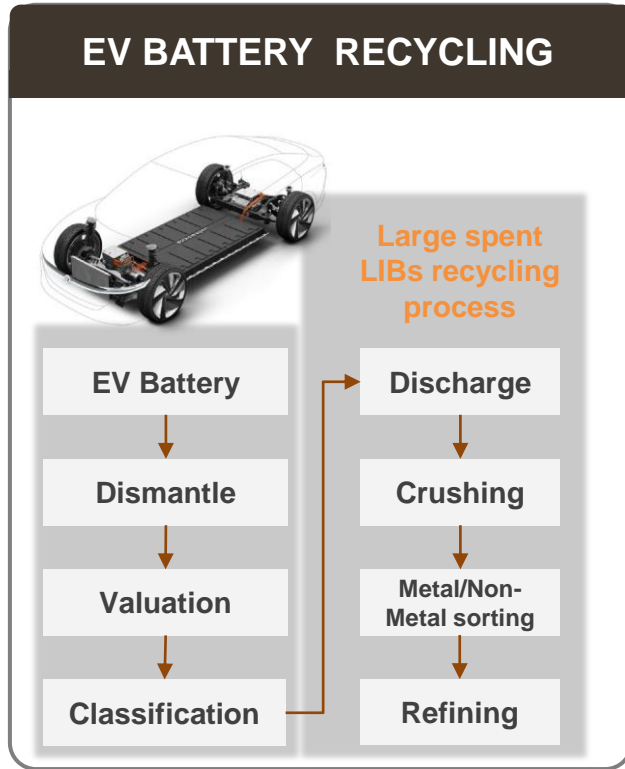 EV BATTERY RECYCLING
Large spent
LIBs recycling
process
EV Battery
Dismantle
Valuation
Classification
Discharge
Crushing
Metal/Non-
Metal sorting
Refining